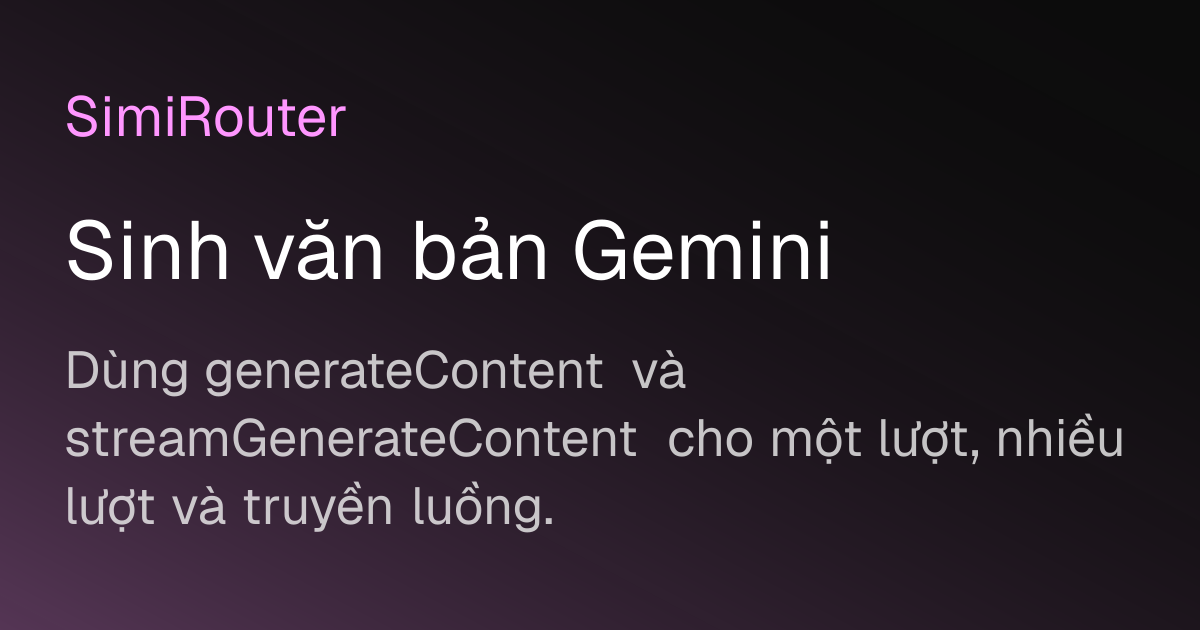 SimiRouter
Sinh văn bản Gemini
Dùng generateContent và
streamGenerateContent cho một lượt, nhiều
lượt và truyền luồng.